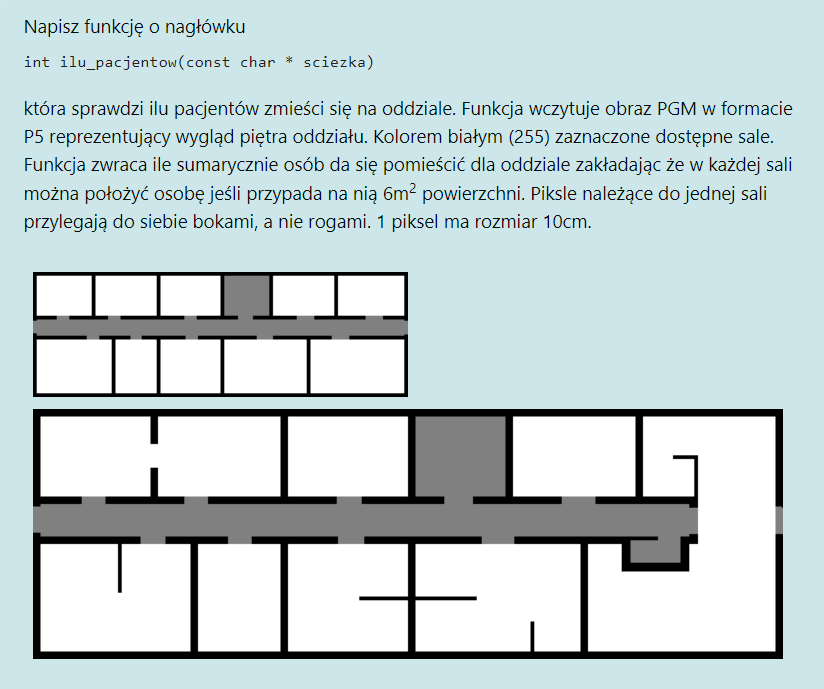 Napisz funkcję o nagłówku
int ilu_pacjentow(const char * sciezka)
która sprawdzi ilu pacjentów zmieści się na oddziale. Funkcja wczytuje obraz PGM w formacie
P5 reprezentujący wygląd piętra oddziału. Kolorem białym (255) zaznaczone dostępne sale.
Funkcja zwraca ile sumarycznie osób da się pomieścić dla oddziale zakładając że w każdej sali
można położyć osobę jeśli przypada na nią 6m² powierzchni. Piksle należące do jednej sali
przylegają do siebie bokami, a nie rogami. 1 piksel ma rozmiar 10cm.